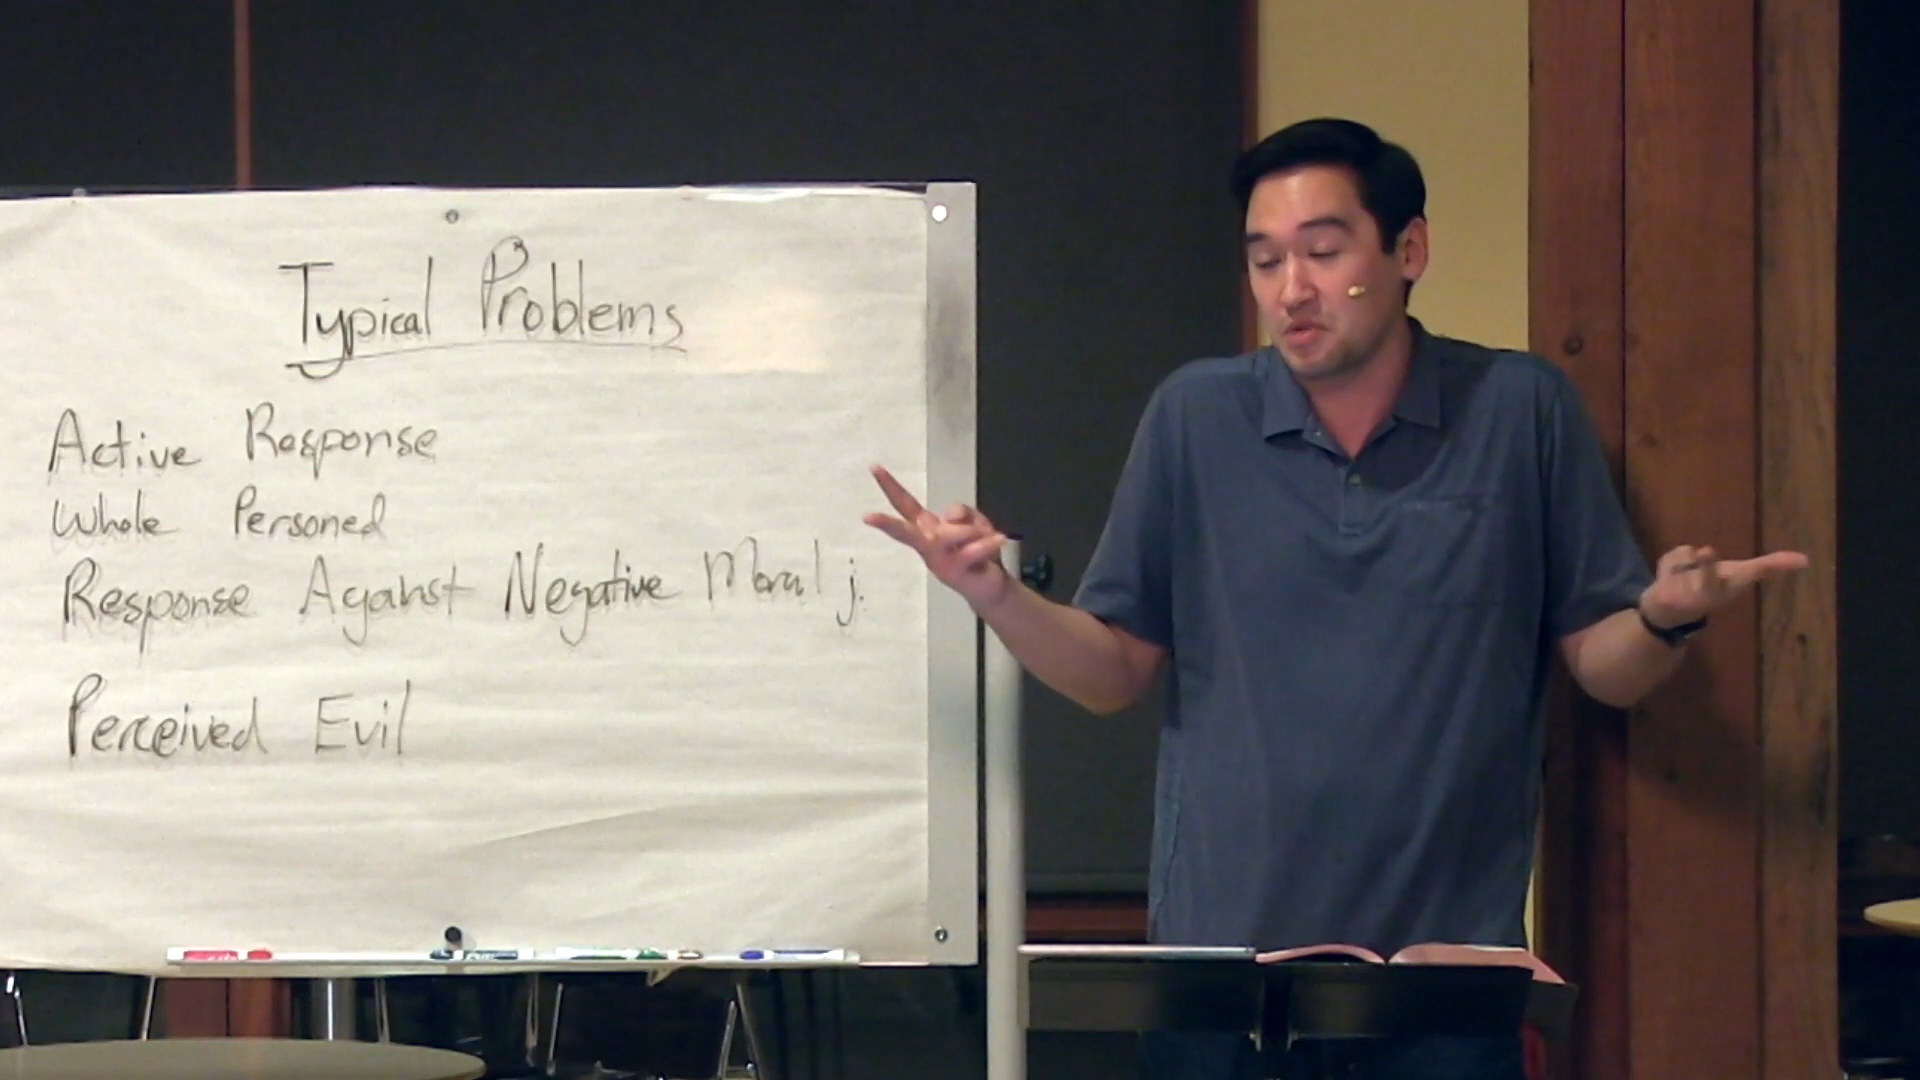 Typical Problems
Active Response
Whole Personed
Response Against Negative Moral j.
Perceived Evil